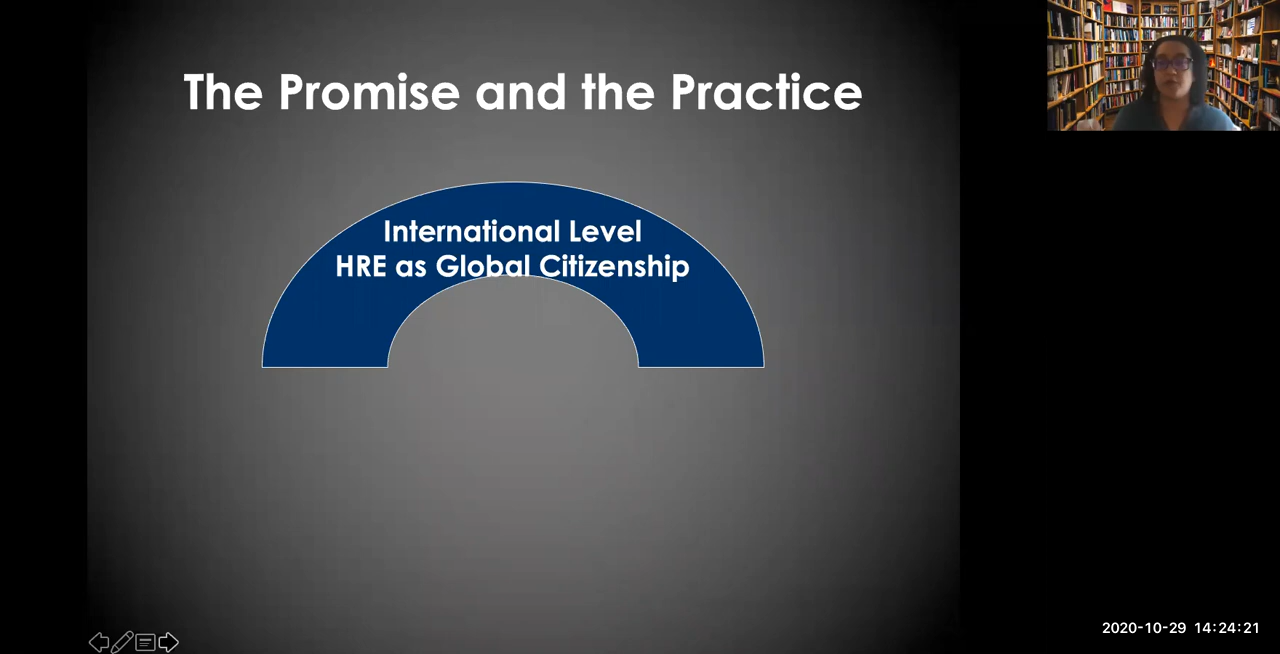 The Promise and the Practice
International Level
HRE as Global Citizenship
2020-10-29 14:24:21